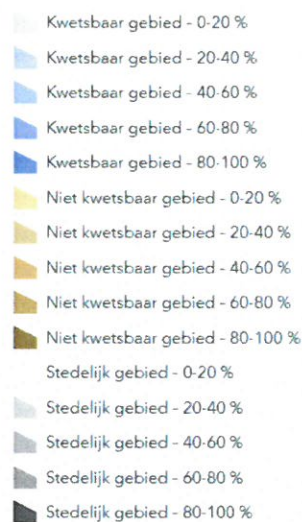 Kwetsbaar gebied - 0-20 %
Kwetsbaar gebied - 20-40 %
Kwetsbaar gebied - 40-60 %
Kwetsbaar gebied - 60-80 %
Kwetsbaar gebied - 80-100 %
Niet kwetsbaar gebied - 0-20 %
Niet kwetsbaar gebied - 20-40 %
Niet kwetsbaar gebied - 40-60 %
Niet kwetsbaar gebied - 60-80 %
Niet kwetsbaar gebied - 80-100 %
Stedelijk gebied - 0-20 %
Stedelijk gebied - 20-40 %
Stedelijk gebied - 40-60 %
Stedelijk gebied - 60-80 %
Stedelijk gebied - 80-100 %